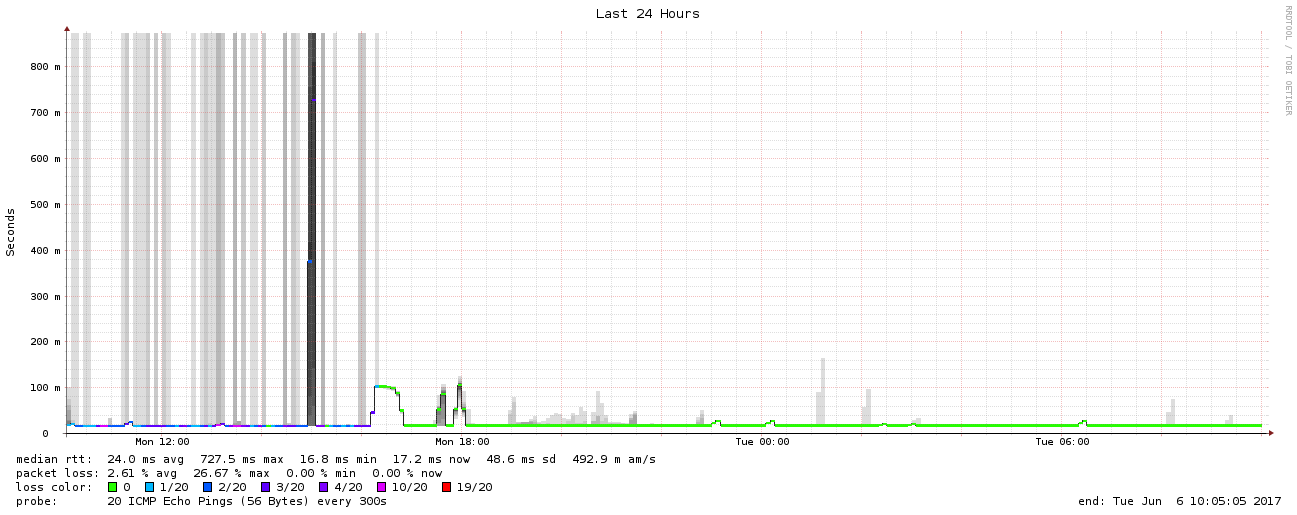 Last 24 Hours
RRDTOOL / TOBI OETIKER
Seconds
800 m
700 m
600 m
500 m
400 m
300 m
200 m
100 m
0
Mon 12:00 Mon 18:00 Tue 00:00 Tue 06:00
median rtt: 24.0 ms avg 727.5 ms max 16.8 ms min 17.2 ms now 48.6 ms sd 492.9 m am/s
packet loss: 2.61 % avg 26.67 % max 0.00 % min 0.00 % now
loss color: 0 1/20 2/20 3/20 4/20 10/20 19/20
probe: 20 ICMP Echo Pings (56 Bytes) every 300s end: Tue Jun 6 10:05:05 2017